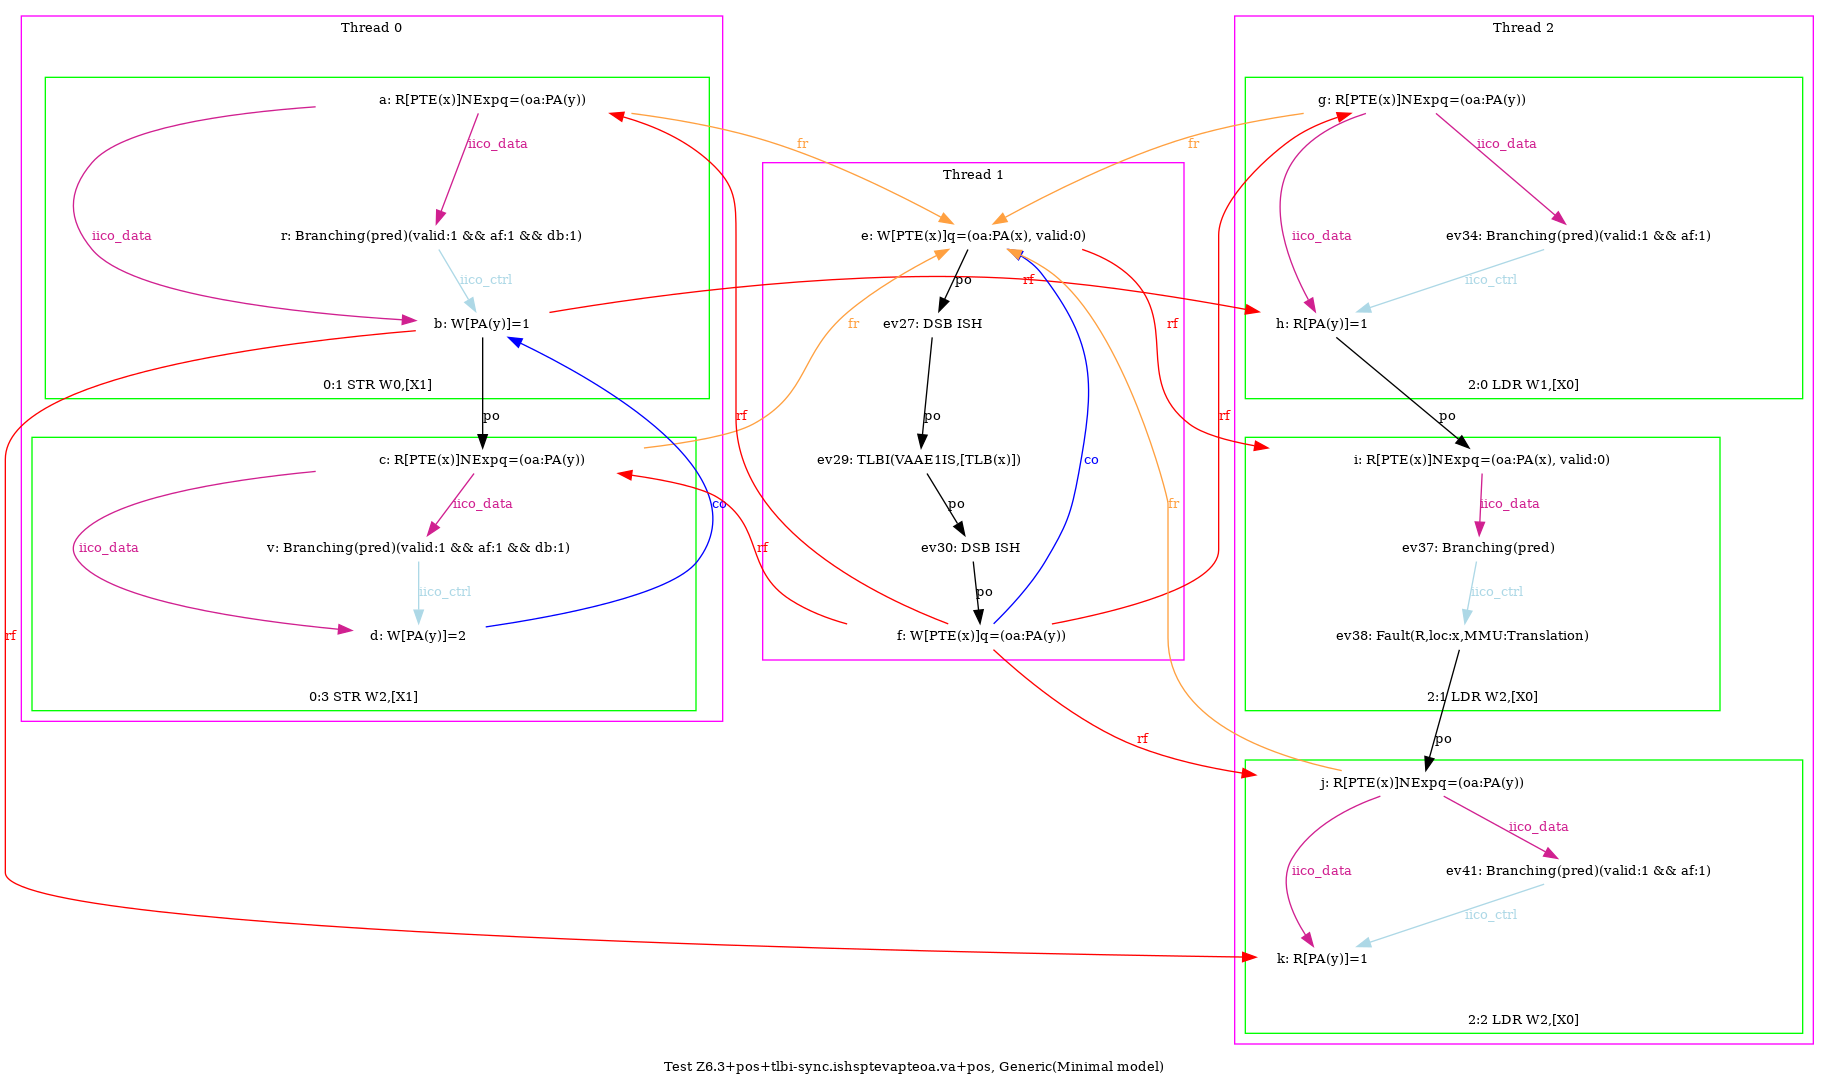 Thread 0
a: R[PTE(x)]NExpq=(oa:PA(y))
iico_data
iico_data
r: Branching(pred)(valid:1 && af:1 && db:1)
iico_ctrl
b: W[PA(y)]=1
0:1 STR W0,[X1]
po
c: R[PTE(x)]NExpq=(oa:PA(y))
iico_data
iico_data
v: Branching(pred)(valid:1 && af:1 && db:1)
iico_ctrl
d: W[PA(y)]=2
0:3 STR W2,[X1]
co
rf
fr
fr
rf
rf
Thread 1
e: W[PTE(x)]q=(oa:PA(x), valid:0)
po
ev27: DSB ISH
po
ev29: TLBI(VAAE1IS,[TLB(x)])
po
ev30: DSB ISH
po
f: W[PTE(x)]q=(oa:PA(y))
co
rf
rf
fr
rf
fr
rf
Thread 2
g: R[PTE(x)]NExpq=(oa:PA(y))
iico_data
iico_data
ev34: Branching(pred)(valid:1 && af:1)
iico_ctrl
h: R[PA(y)]=1
2:0 LDR W1,[X0]
po
i: R[PTE(x)]NExpq=(oa:PA(x), valid:0)
iico_data
ev37: Branching(pred)
iico_ctrl
ev38: Fault(R,loc:x,MMU:Translation)
2:1 LDR W2,[X0]
po
j: R[PTE(x)]NExpq=(oa:PA(y))
iico_data
iico_data
ev41: Branching(pred)(valid:1 && af:1)
iico_ctrl
k: R[PA(y)]=1
2:2 LDR W2,[X0]
Test Z6.3+pos+tlbi-sync.ishsptevapteoa.va+pos, Generic(Minimal model)